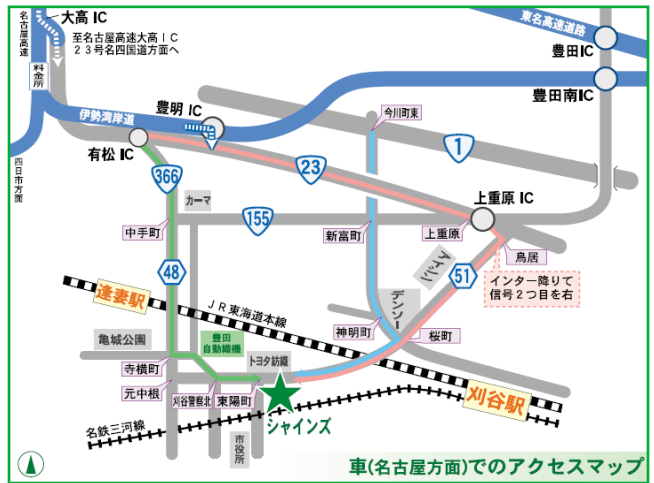 大高IC
至名古屋高速大高IC
23号名四国道方面へ
名古屋高速
料金所
東名高速道路
豊田IC
豊田南IC
伊勢湾岸道
豊明IC
今川町東
1
有松IC
23
四日市方面
366
カーマ
155
上重原IC
中手町
新富町
上重原
鳥居
アイシン
51
インター降りて
信号2つ目を右
48
逢妻駅
JR東海道本線
デンソー
神明町
桜町
亀城公園
豊田
自動織機
トヨタ紡織
寺横町
元中根
刈谷警察北
東陽町
シャインズ
刈谷駅
名鉄三河線
市役所
車(名古屋方面)でのアクセスマップ